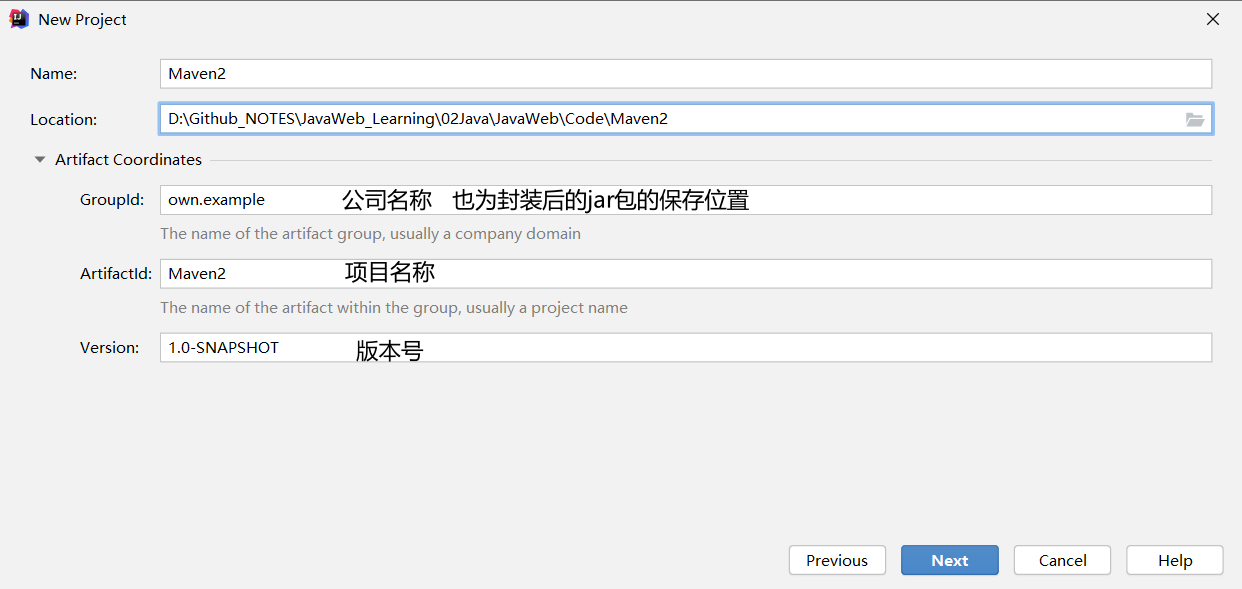 New Project
Name: Maven2
Location: D:\Github_NOTES\JavaWeb_Learning\02Java\JavaWeb\Code\Maven2
Artifact Coordinates
GroupId: own.example 公司名称 也为封装后的jar包的保存位置
The name of the artifact group, usually a company domain
ArtifactId: Maven2 项目名称
The name of the artifact within the group, usually a project name
Version: 1.0-SNAPSHOT 版本号
Previous Next Cancel Help